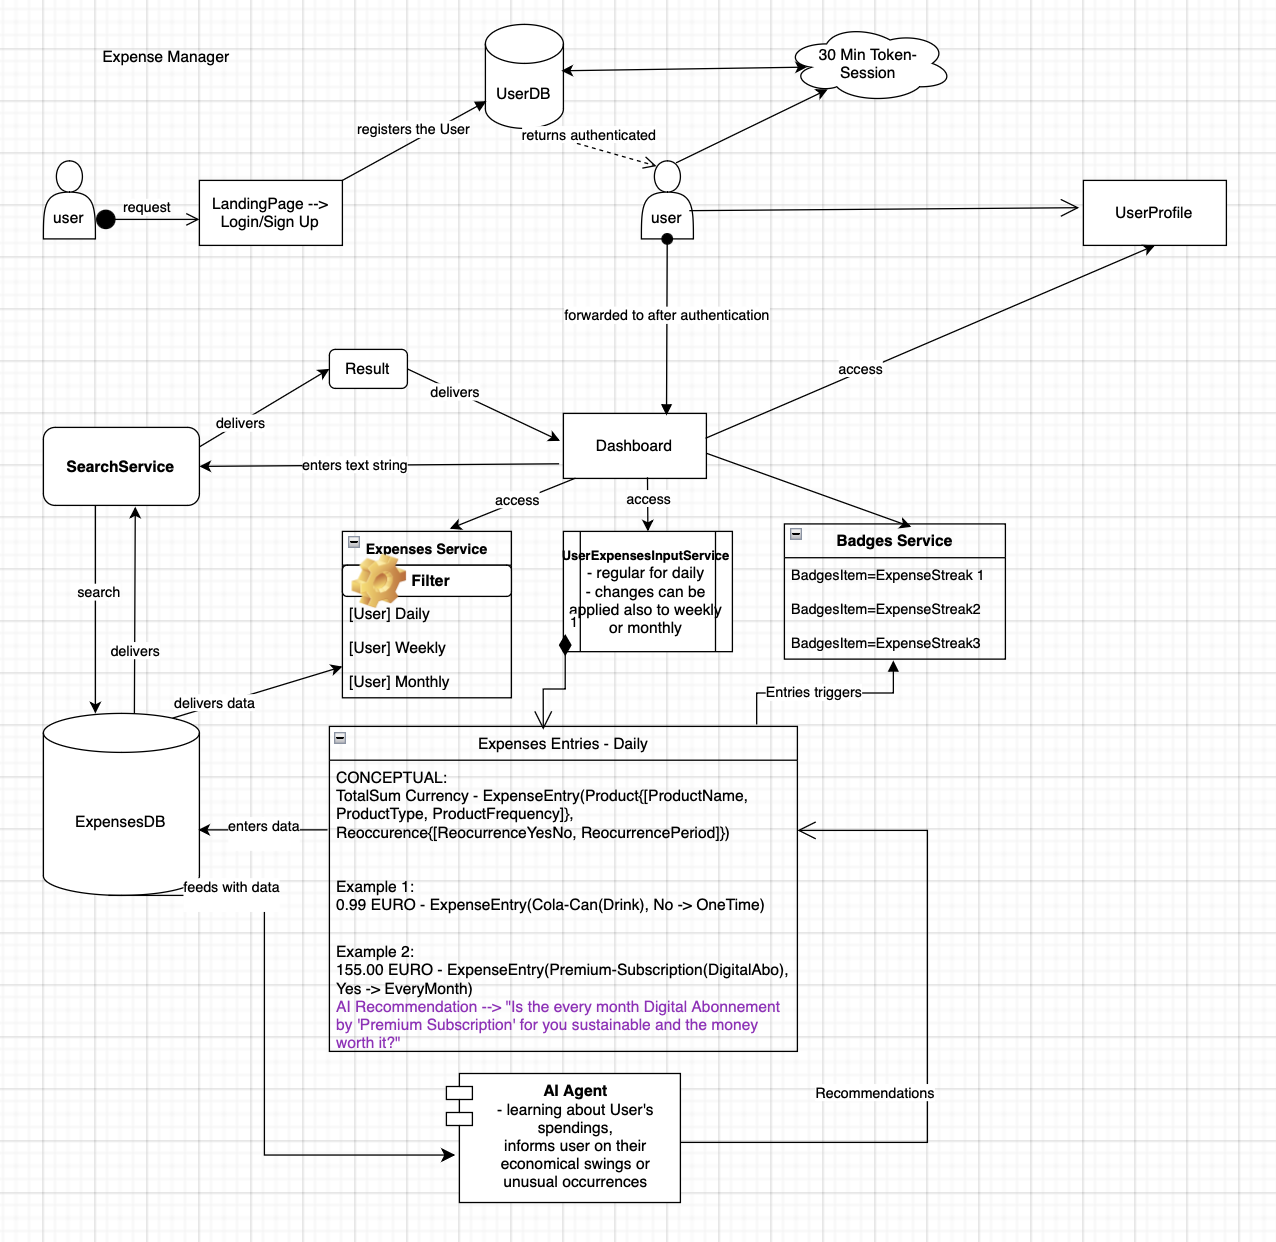 Expense Manager
UserDB
30 Min Token-
Session
registers the User
returns authenticated
user
request
LandingPage -->
Login/Sign Up
user
UserProfile
forwarded to after authentication
Result
delivers
access
delivers
Dashboard
SearchService
enters text string
access
access
Expenses Service
Filter
[User] Daily
[User] Weekly
[User] Monthly
UserExpensesInputService
- regular for daily
- changes can be
applied also to weekly
or monthly
1
Badges Service
BadgesItem=ExpenseStreak 1
BadgesItem=ExpenseStreak2
BadgesItem=ExpenseStreak3
search
delivers
delivers data
Entries triggers
Expenses Entries - Daily
CONCEPTUAL:
TotalSum Currency - ExpenseEntry(Product{[ProductName,
ProductType, ProductFrequency]},
Reoccurence{[ReocurrenceYesNo, ReocurrencePeriod]})
ExpensesDB
enters data
feeds with data
Example 1:
0.99 EURO - ExpenseEntry(Cola-Can(Drink), No -> OneTime)
Example 2:
155.00 EURO - ExpenseEntry(Premium-Subscription(DigitalAbo),
Yes -> EveryMonth)
AI Recommendation --> "Is the every month Digital Abonnement
by 'Premium Subscription' for you sustainable and the money
worth it?"
AI Agent
- learning about User's
spendings,
informs user on their
economical swings or
unusual occurrences
Recommendations